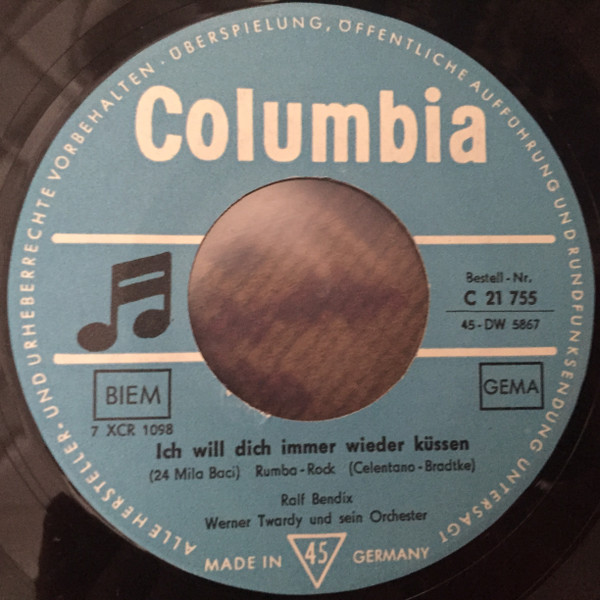 ALLE HERSTELLER- UND URHEBERRECHTE VORBEHALTEN · ÜBERSPIELUNG, ÖFFENTLICHE AUFFÜHRUNG UND RUNDFUNKSENDUNG UNTERSAGT
Columbia
Bestell-Nr.
C 21 755
45-DW 5867
BIEM
GEMA
7 XCR 1098
Ich will dich immer wieder küssen
(24 Mila Baci) Rumba-Rock (Celentano-Bradtke)
Ralf Bendix
Werner Twardy und sein Orchester
MADE IN 45 GERMANY